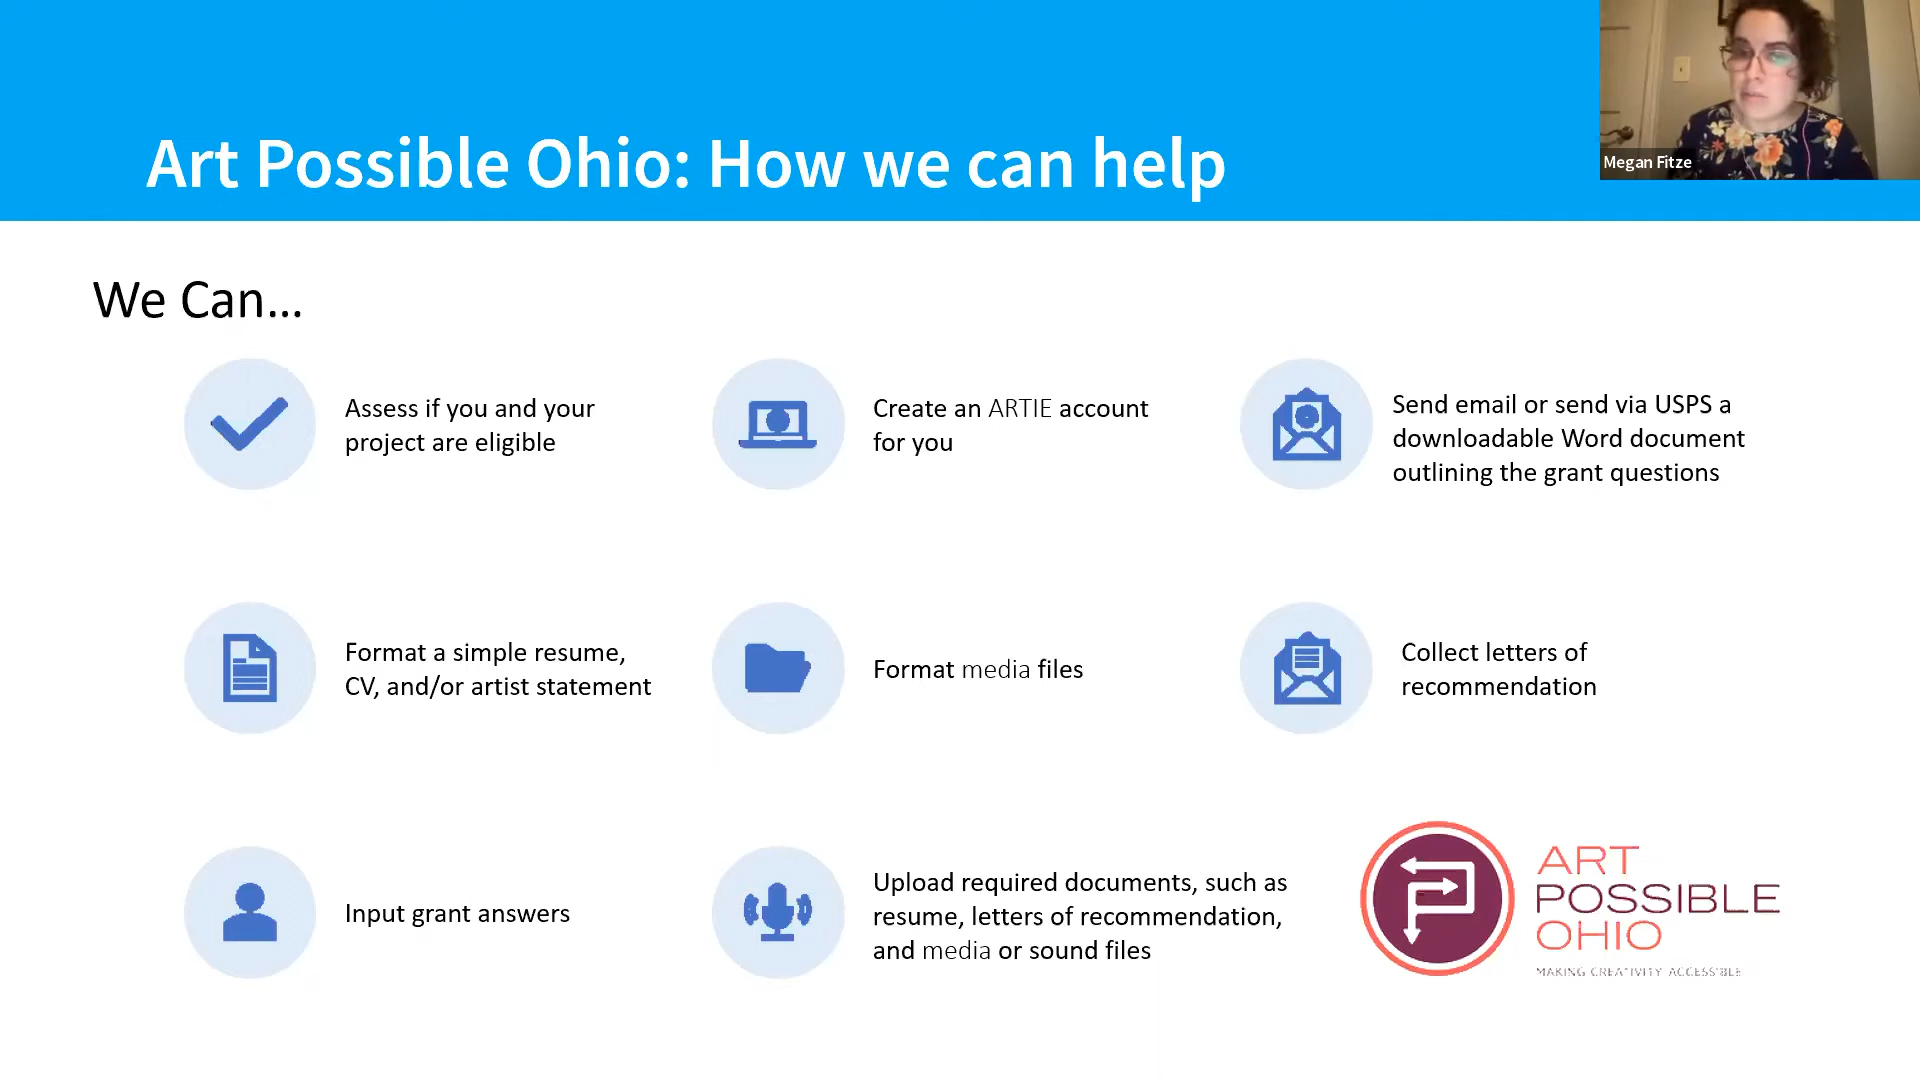 Art Possible Ohio: How we can help
Megan Fitze
We Can...
Assess if you and your
project are eligible
Create an ARTIE account
for you
Send email or send via USPS a
downloadable Word document
outlining the grant questions
Format a simple resume,
CV, and/or artist statement
Format media files
Collect letters of
recommendation
Input grant answers
Upload required documents, such as
resume, letters of recommendation,
and media or sound files
ART
POSSIBLE
OHIO
MAKING CREATIVITY ACCESSIBLE